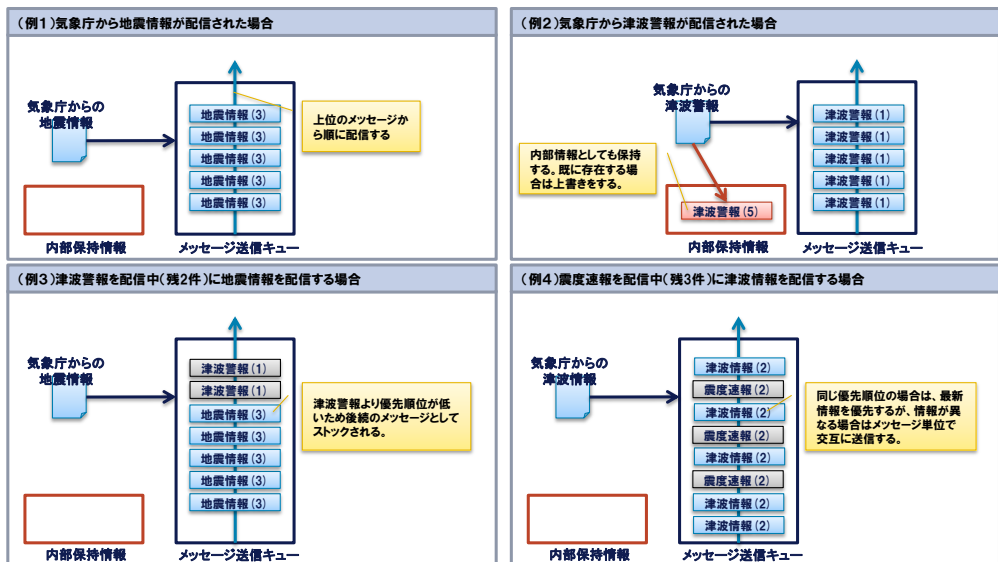 （例１）気象庁から地震情報が配信された場合
気象庁からの
地震情報
地震情報(3)
地震情報(3)
地震情報(3)
地震情報(3)
地震情報(3)
上位のメッセージか
ら順に配信する
内部保持情報
メッセージ送信キュー
（例２）気象庁から津波警報が配信された場合
気象庁からの
津波警報
津波警報(1)
津波警報(1)
津波警報(1)
津波警報(1)
津波警報(1)
内部情報としても保持
する。既に存在する場
合は上書きをする。
津波警報(5)
内部保持情報
メッセージ送信キュー
（例３）津波警報を配信中(残2件)に地震情報を配信する場合
気象庁からの
地震情報
津波警報(1)
津波警報(1)
地震情報(3)
地震情報(3)
地震情報(3)
地震情報(3)
地震情報(3)
津波警報より優先順位が低
いため後続のメッセージとして
ストックされる。
内部保持情報
メッセージ送信キュー
（例４）震度速報を配信中(残3件)に津波情報を配信する場合
気象庁からの
津波情報
津波情報(2)
震度速報(2)
津波情報(2)
震度速報(2)
津波情報(2)
震度速報(2)
津波情報(2)
津波情報(2)
同じ優先順位の場合は、最新
情報を優先するが、情報が異
なる場合はメッセージ単位で
交互に送信する。
内部保持情報
メッセージ送信キュー